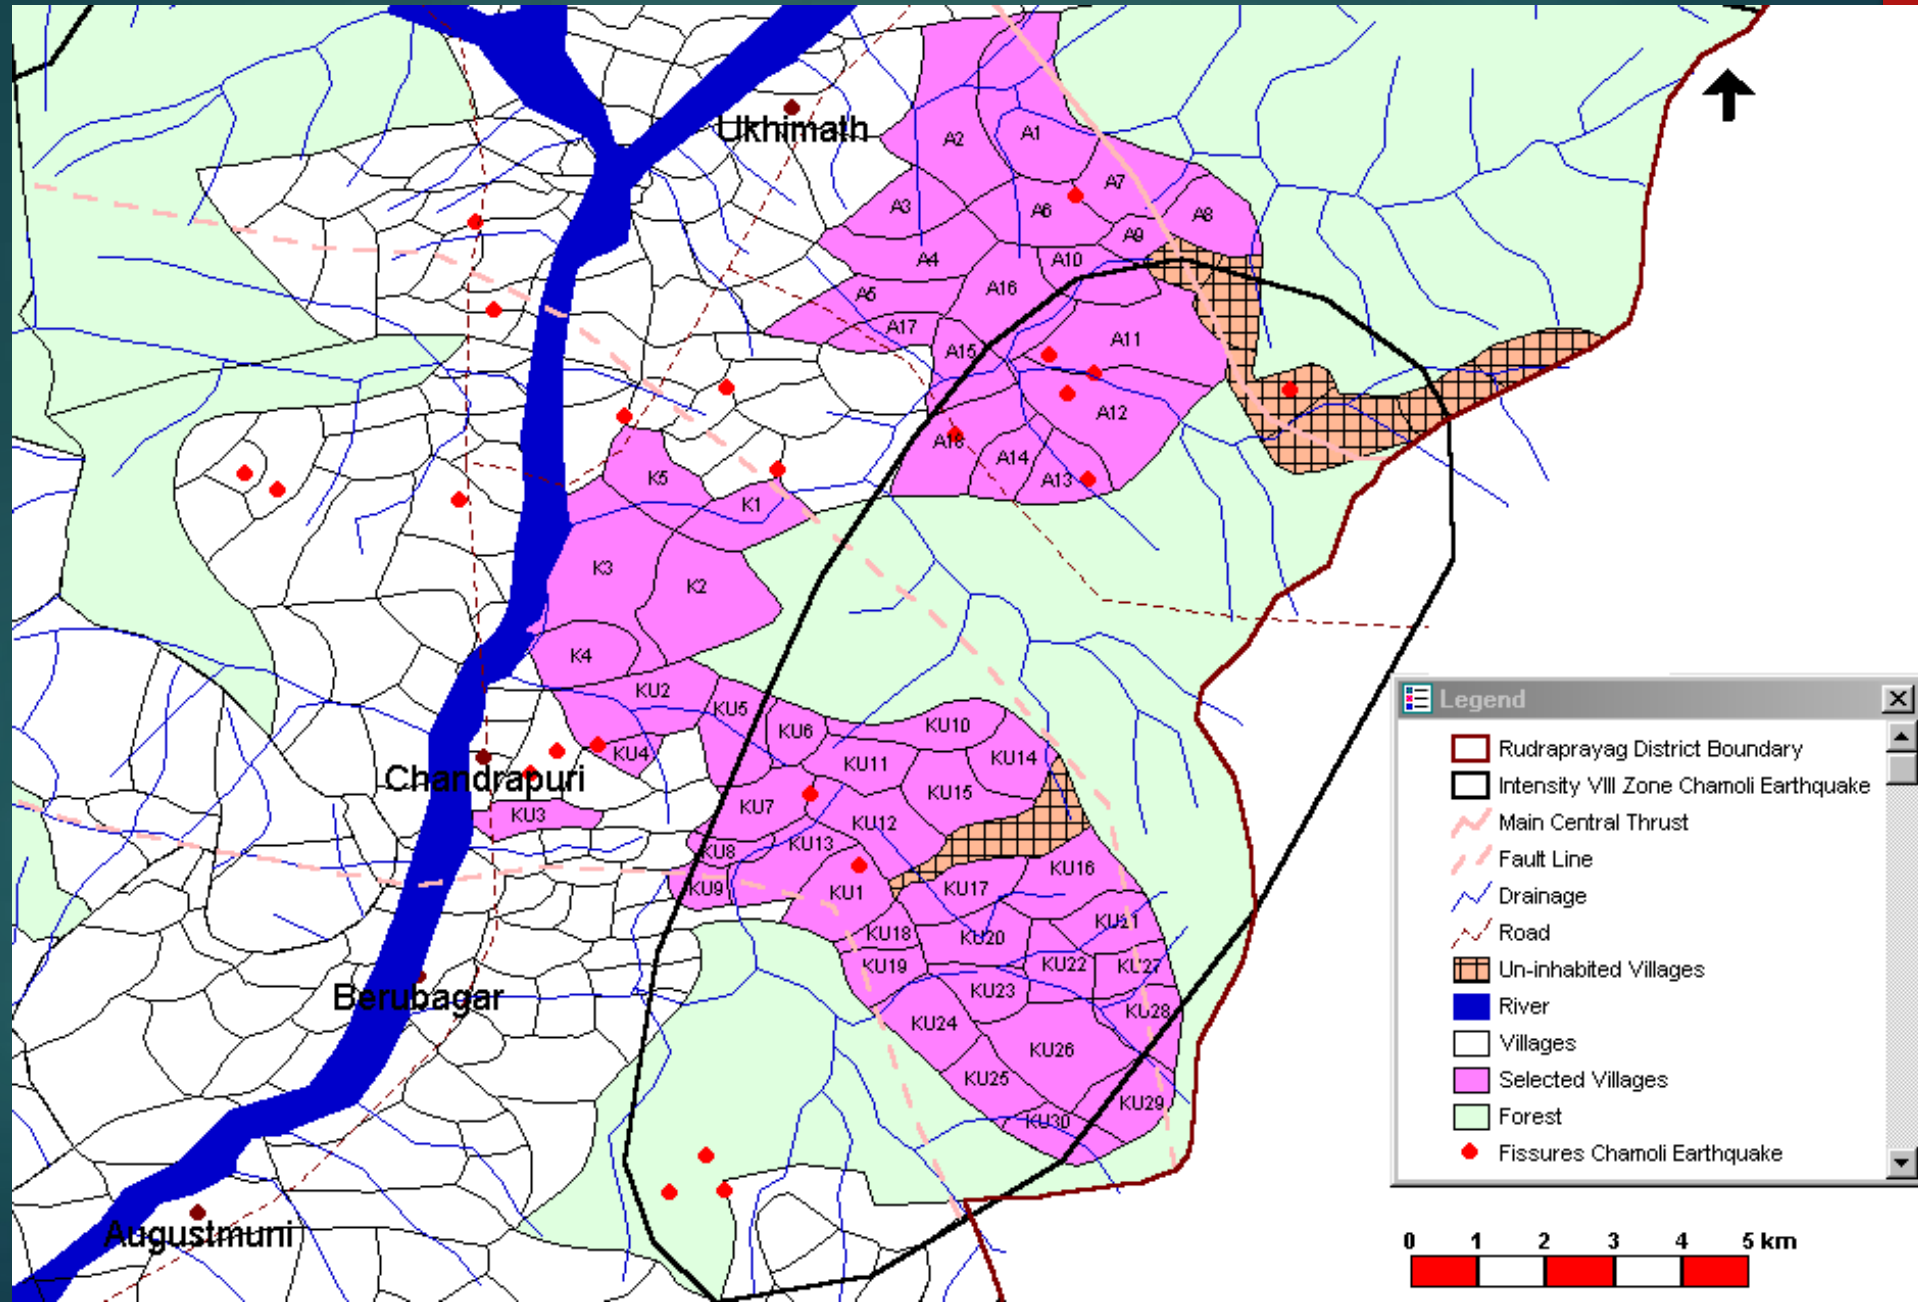 Ukhimath
A2
A1
A7
A3
A6
A8
A9
A4
A10
A5
A16
A17
A15
A11
A12
A18
A14
A13
K5
K1
K3
K2
K4
KU2
KU5
KU6
KU10
KU4
KU11
KU14
Chandrapuri
KU7
KU15
KU3
KU12
KU8
KU13
KU9
KU1
KU17
KU16
KU18
KU20
KU21
KU19
KU22
KU27
Berubagar
KU23
KU24
KU28
KU26
KU25
KU29
KU30
Augustmuni
Legend
Rudraprayag District Boundary
Intensity VIII Zone Chamoli Earthquake
Main Central Thrust
Fault Line
Drainage
Road
Un-inhabited Villages
River
Villages
Selected Villages
Forest
Fissures Chamoli Earthquake
0 1 2 3 4 5 km